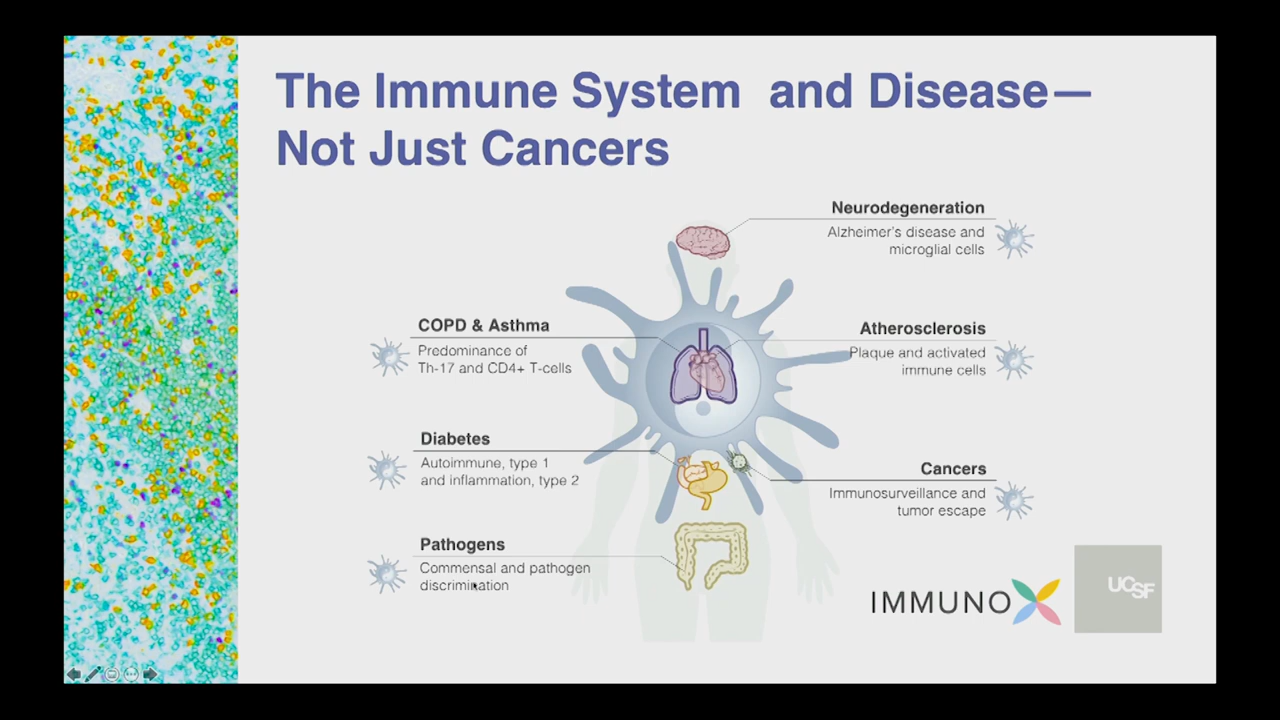 The Immune System and Disease—
Not Just Cancers
Neurodegeneration
Alzheimer's disease and
microglial cells
COPD & Asthma
Predominance of
Th-17 and CD4+ T-cells
Atherosclerosis
Plaque and activated
immune cells
Diabetes
Autoimmune, type 1
and inflammation, type 2
Cancers
Immunosurveillance and
tumor escape
Pathogens
Commensal and pathogen
discrimination
IMMUNOX
UCSF